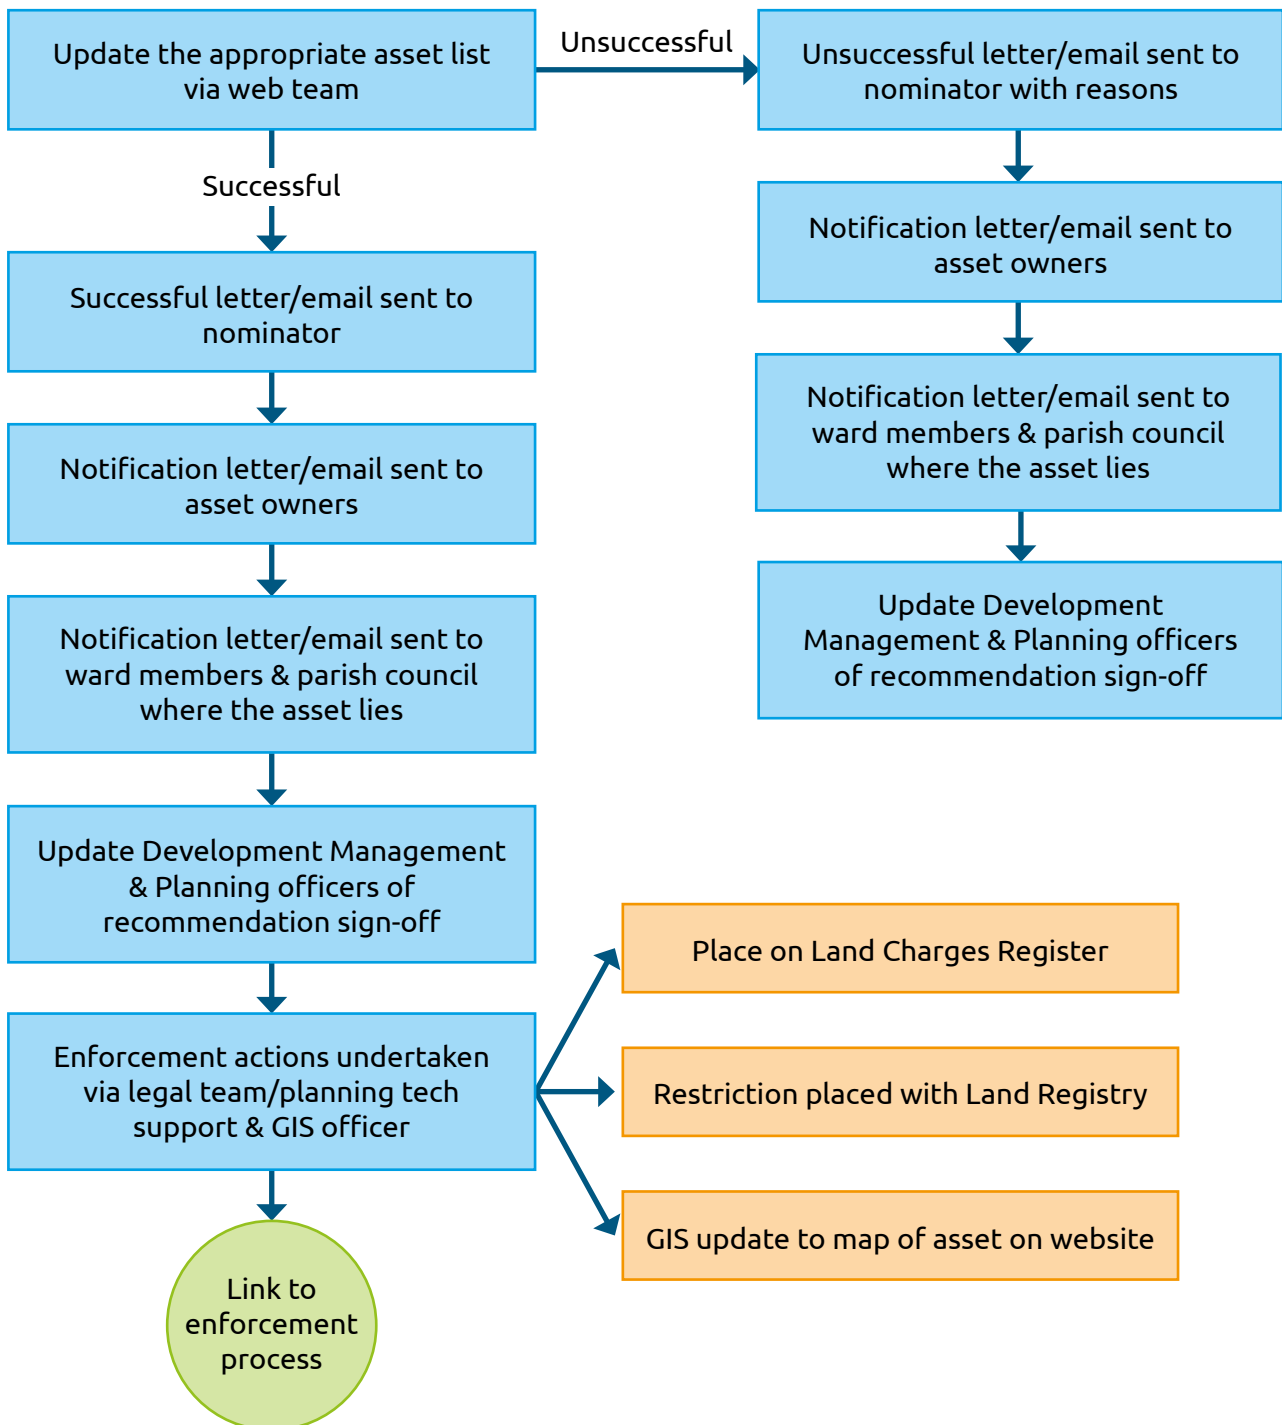 Update the appropriate asset list
via web team
Unsuccessful
Unsuccessful letter/email sent to
nominator with reasons
Successful
Notification letter/email sent to
asset owners
Successful letter/email sent to
nominator
Notification letter/email sent to
ward members & parish council
where the asset lies
Notification letter/email sent to
asset owners
Update Development
Management & Planning officers
of recommendation sign-off
Notification letter/email sent to
ward members & parish council
where the asset lies
Update Development Management
& Planning officers of
recommendation sign-off
Place on Land Charges Register
Enforcement actions undertaken
via legal team/planning tech
support & GIS officer
Restriction placed with Land Registry
GIS update to map of asset on website
Link to
enforcement
process